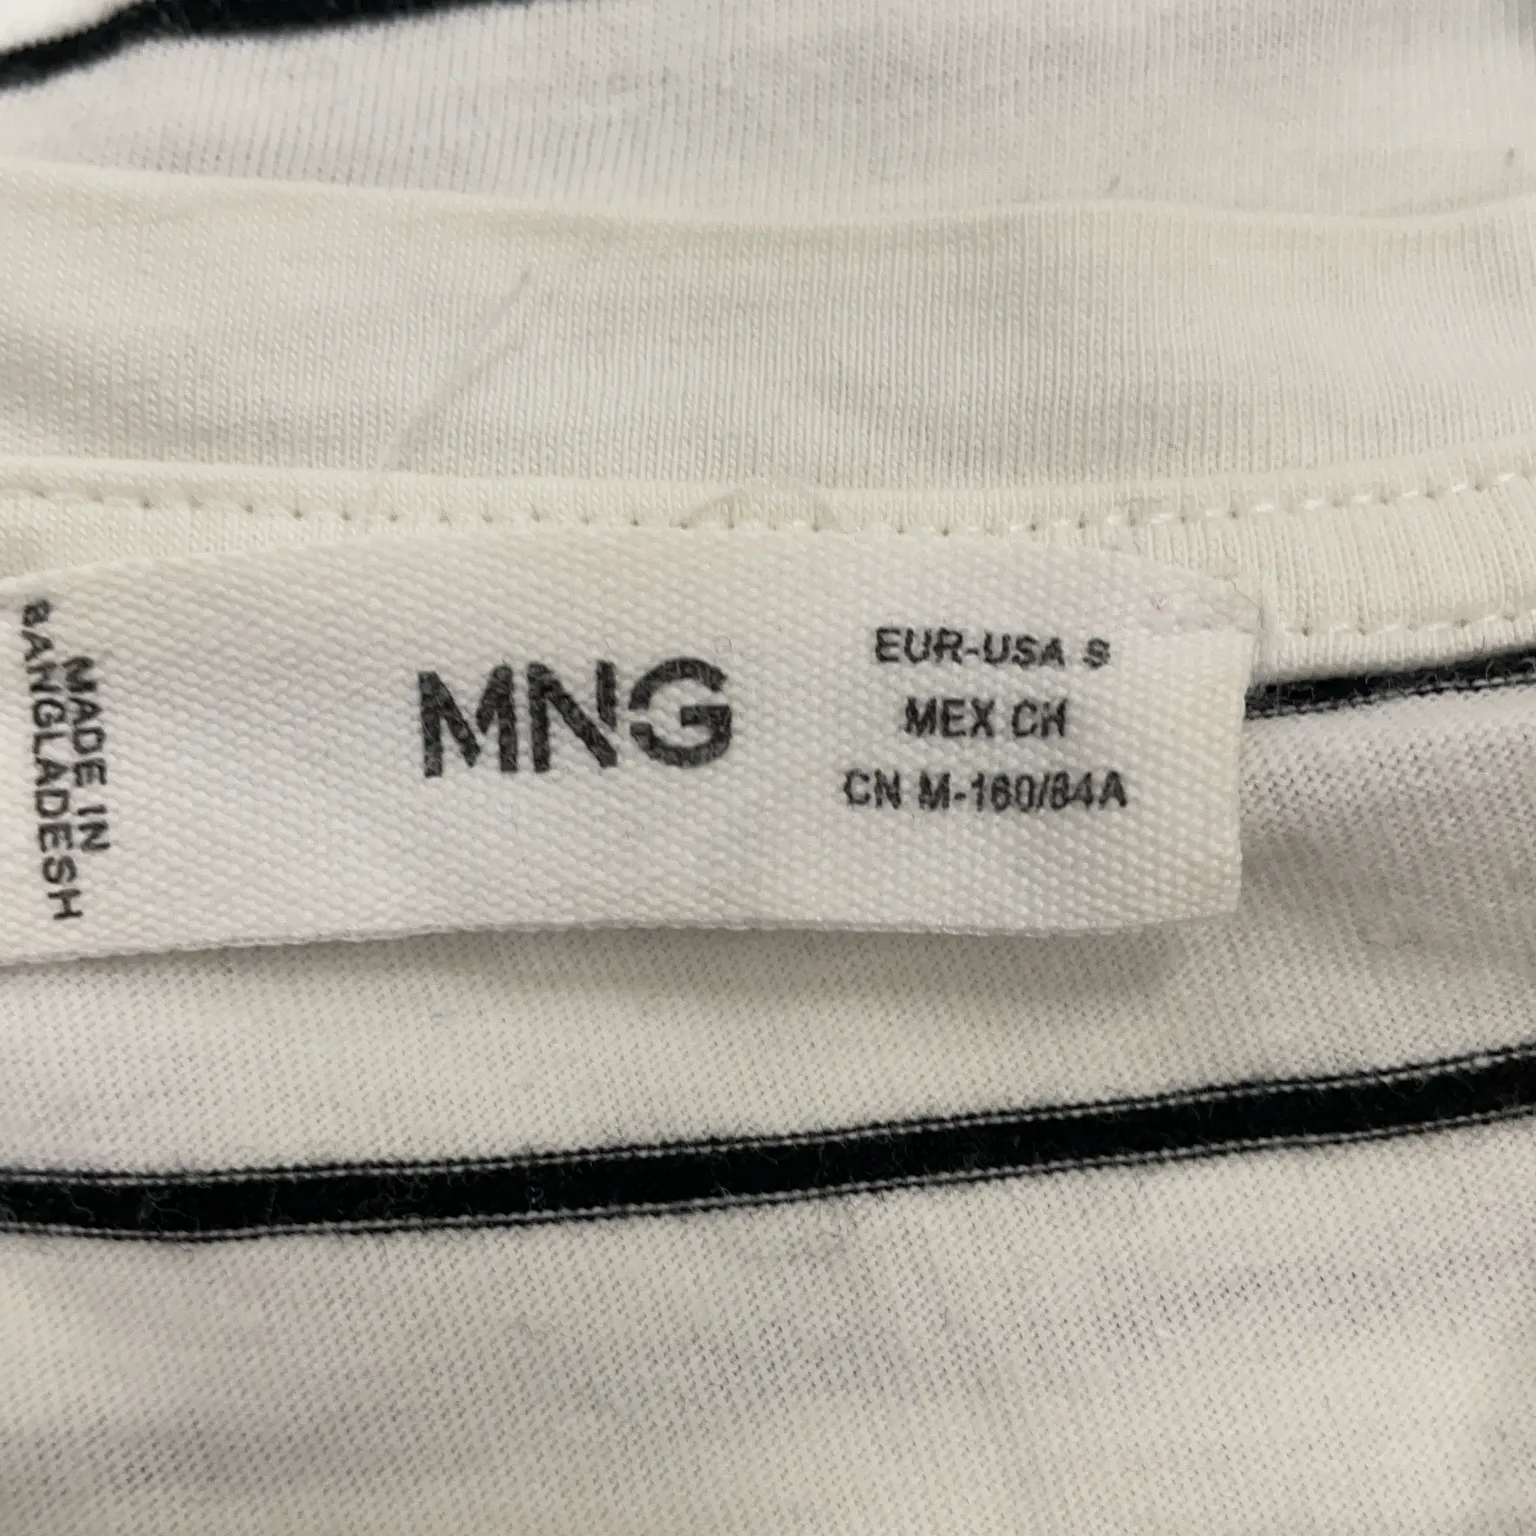 MADE IN
BANGLADESH
MNG
EUR-USA S
MEX CH
CN M-160/84A